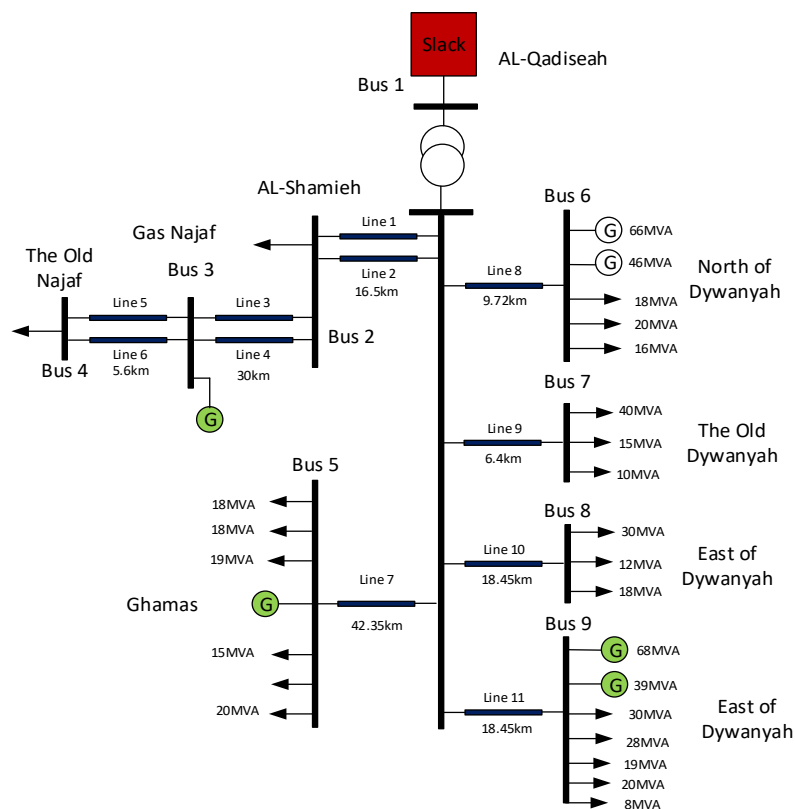 Slack
AL-Qadiseah
Bus 1
AL-Shamieh
Bus 6
Line 1
Line 2
16.5km
Gas Najaf
The Old
Najaf
Bus 3
Line 5
Line 3
Line 6
5.6km
Line 4
30km
Bus 4
Bus 2
G
Line 8
9.72km
G
66MVA
G
46MVA
18MVA
20MVA
16MVA
North of
Dywanyah
Bus 7
Line 9
6.4km
40MVA
15MVA
10MVA
The Old
Dywanyah
Bus 5
18MVA
18MVA
19MVA
G
Ghamas
15MVA
20MVA
Line 7
42.35km
Bus 8
Line 10
18.45km
30MVA
12MVA
18MVA
East of
Dywanyah
Bus 9
Line 11
18.45km
G
68MVA
G
39MVA
30MVA
28MVA
19MVA
20MVA
8MVA
East of
Dywanyah